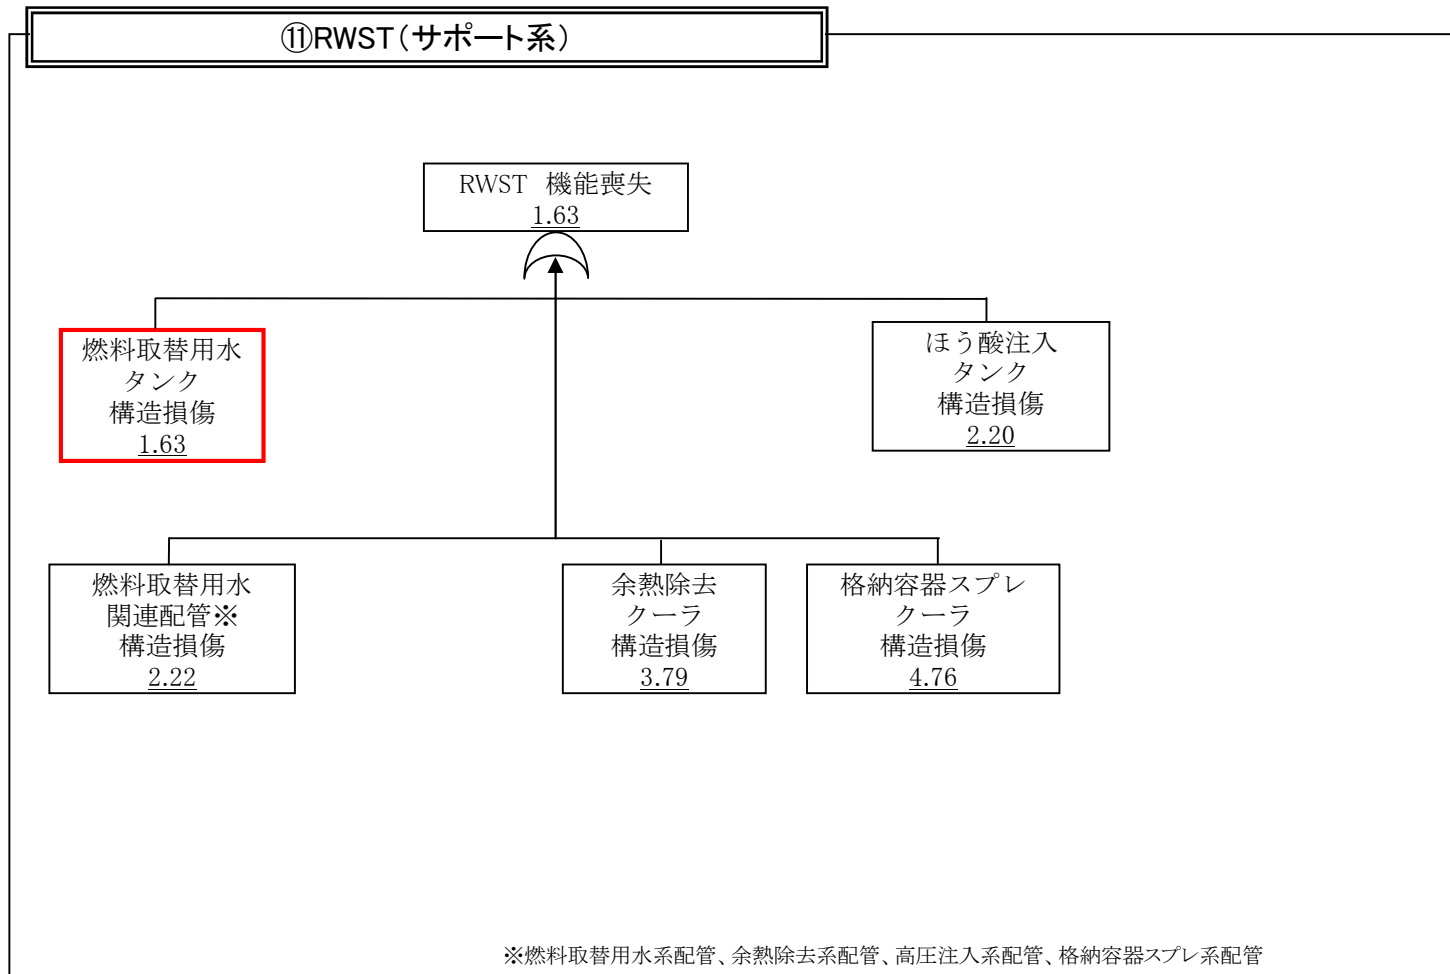 ⑪RWST(サポート系)
RWST 機能喪失
1.63
燃料取替用水
タンク
構造損傷
1.63
ほう酸注入
タンク
構造損傷
2.20
燃料取替用水
関連配管※
構造損傷
2.22
余熱除去
クーラ
構造損傷
3.79
格納容器スプレ
クーラ
構造損傷
4.76
※燃料取替用水系配管、余熱除去系配管、高圧注入系配管、格納容器スプレ系配管